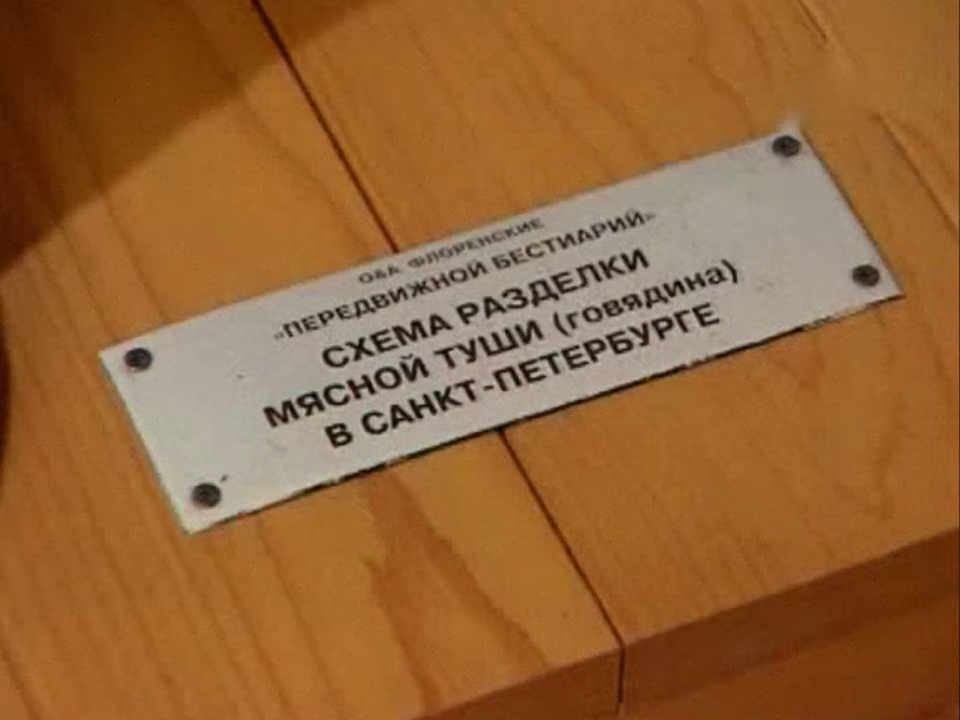 О&А ФЛОРЕНСКИЕ
«ПЕРЕДВИЖНОЙ БЕСТИАРИЙ»
СХЕМА РАЗДЕЛКИ
МЯСНОЙ ТУШИ (говядина)
В САНКТ-ПЕТЕРБУРГЕ